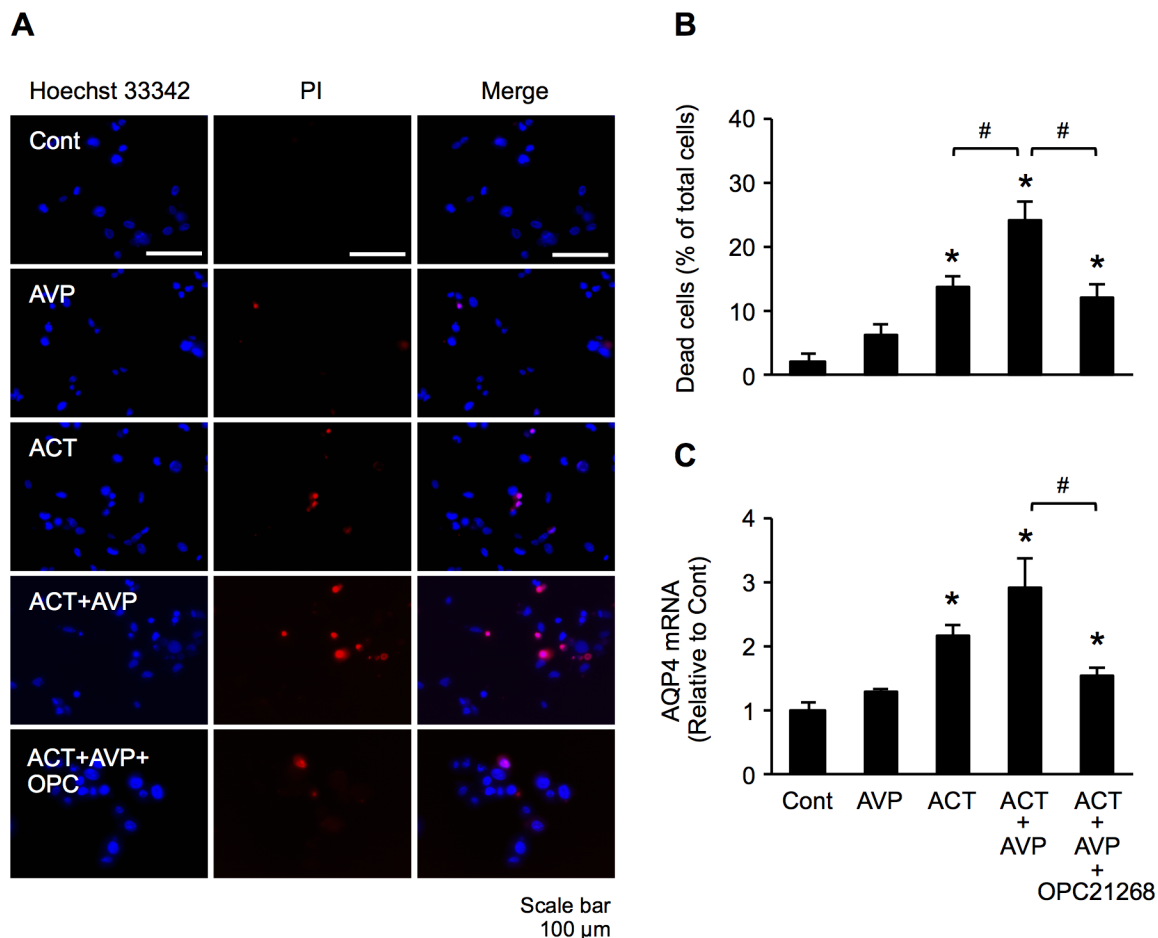 A
Hoechst 33342
PI
Merge
Cont
AVP
ACT
ACT+AVP
ACT+AVP+
OPC
Scale bar
100 µm
B
Dead cells (% of total cells)
40
30
20
10
0
#
#
*
*
*
C
AQP4 mRNA
(Relative to Cont)
4
3
2
1
0
#
*
*
*
Cont
AVP
ACT
ACT
+
AVP
ACT
+
AVP
+
OPC21268